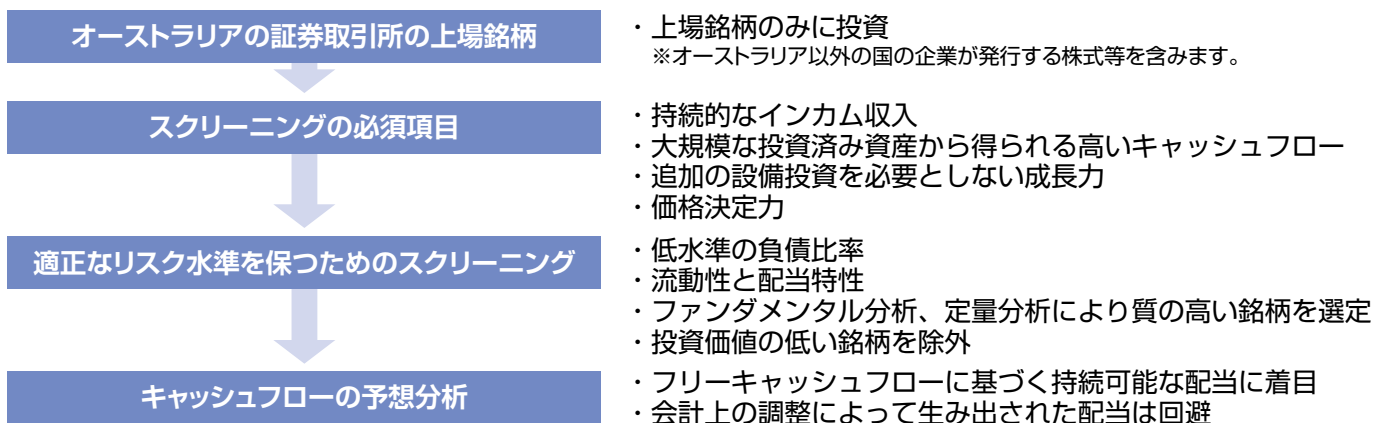 オーストラリアの証券取引所の上場銘柄
・上場銘柄のみに投資
※オーストラリア以外の国の企業が発行する株式等を含みます。
スクリーニングの必須項目
・持続的なインカム収入
・大規模な投資済み資産から得られる高いキャッシュフロー
・追加の設備投資を必要としない成長力
・価格決定力
適正なリスク水準を保つためのスクリーニング
・低水準の負債比率
・流動性と配当特性
・ファンダメンタル分析、定量分析により質の高い銘柄を選定
・投資価値の低い銘柄を除外
キャッシュフローの予想分析
・フリーキャッシュフローに基づく持続可能な配当に着目
・会計上の調整によって生み出された配当は回避